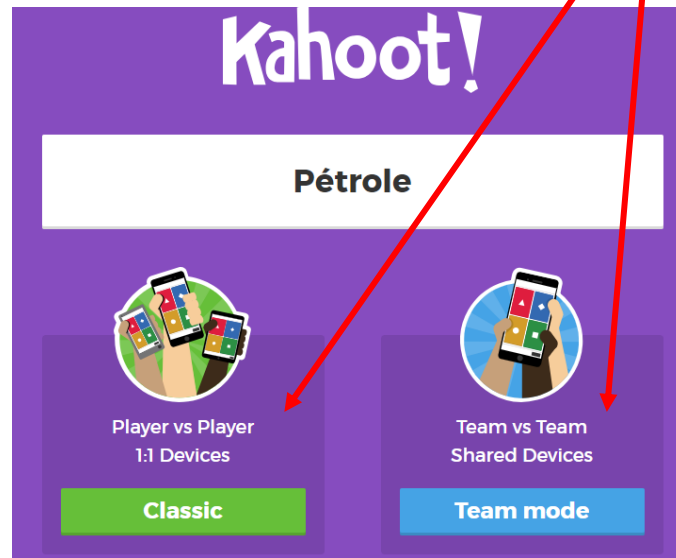 Kahoot!
Pétrole
Player vs Player
1:1 Devices
Classic
Team vs Team
Shared Devices
Team mode